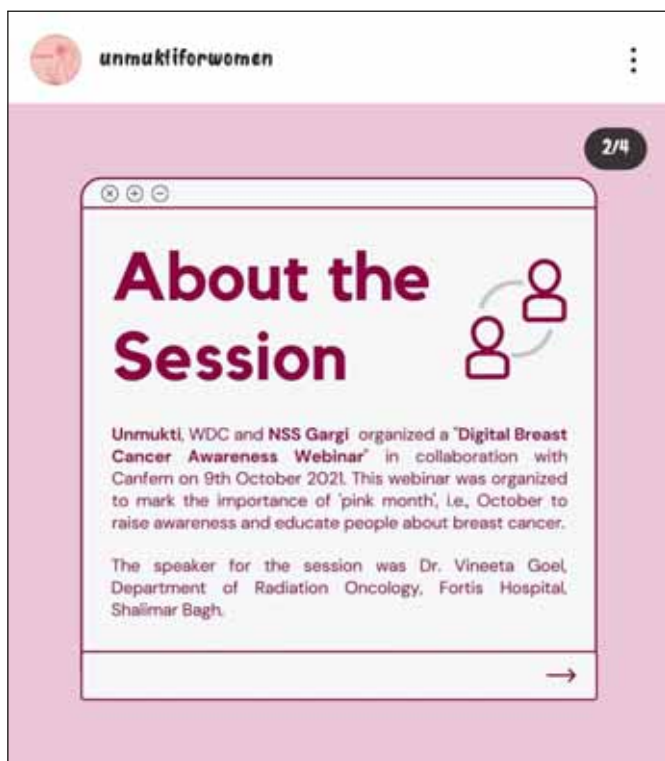 unmuktiforwomen
2/4
About the
Session
Unmukti, WDC and NSS Gargi organized a "Digital Breast
Cancer Awareness Webinar" in collaboration with
Canfem on 9th October 2021. This webinar was organized
to mark the importance of 'pink month', i.e., October to
raise awareness and educate people about breast cancer.
The speaker for the session was Dr. Vineeta Goel,
Department of Radiation Oncology, Fortis Hospital,
Shalimar Bagh.